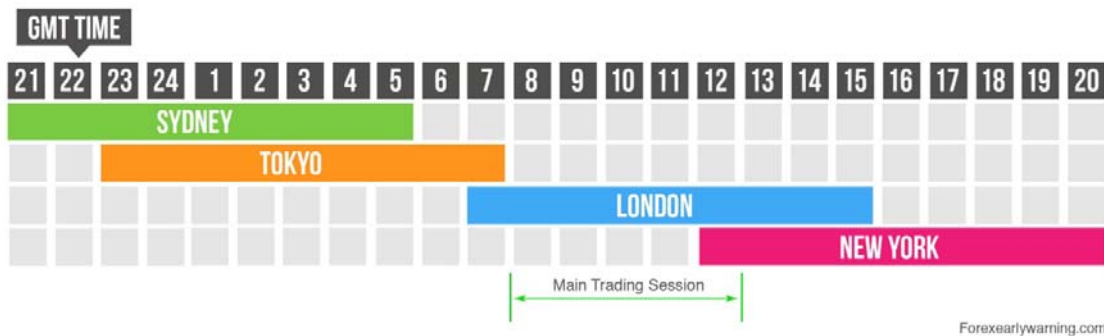 GMT TIME
21 22 23 24 1 2 3 4 5 6 7 8 9 10 11 12 13 14 15 16 17 18 19 20
SYDNEY
TOKYO
LONDON
NEW YORK
Main Trading Session
Forexearlywarning.com